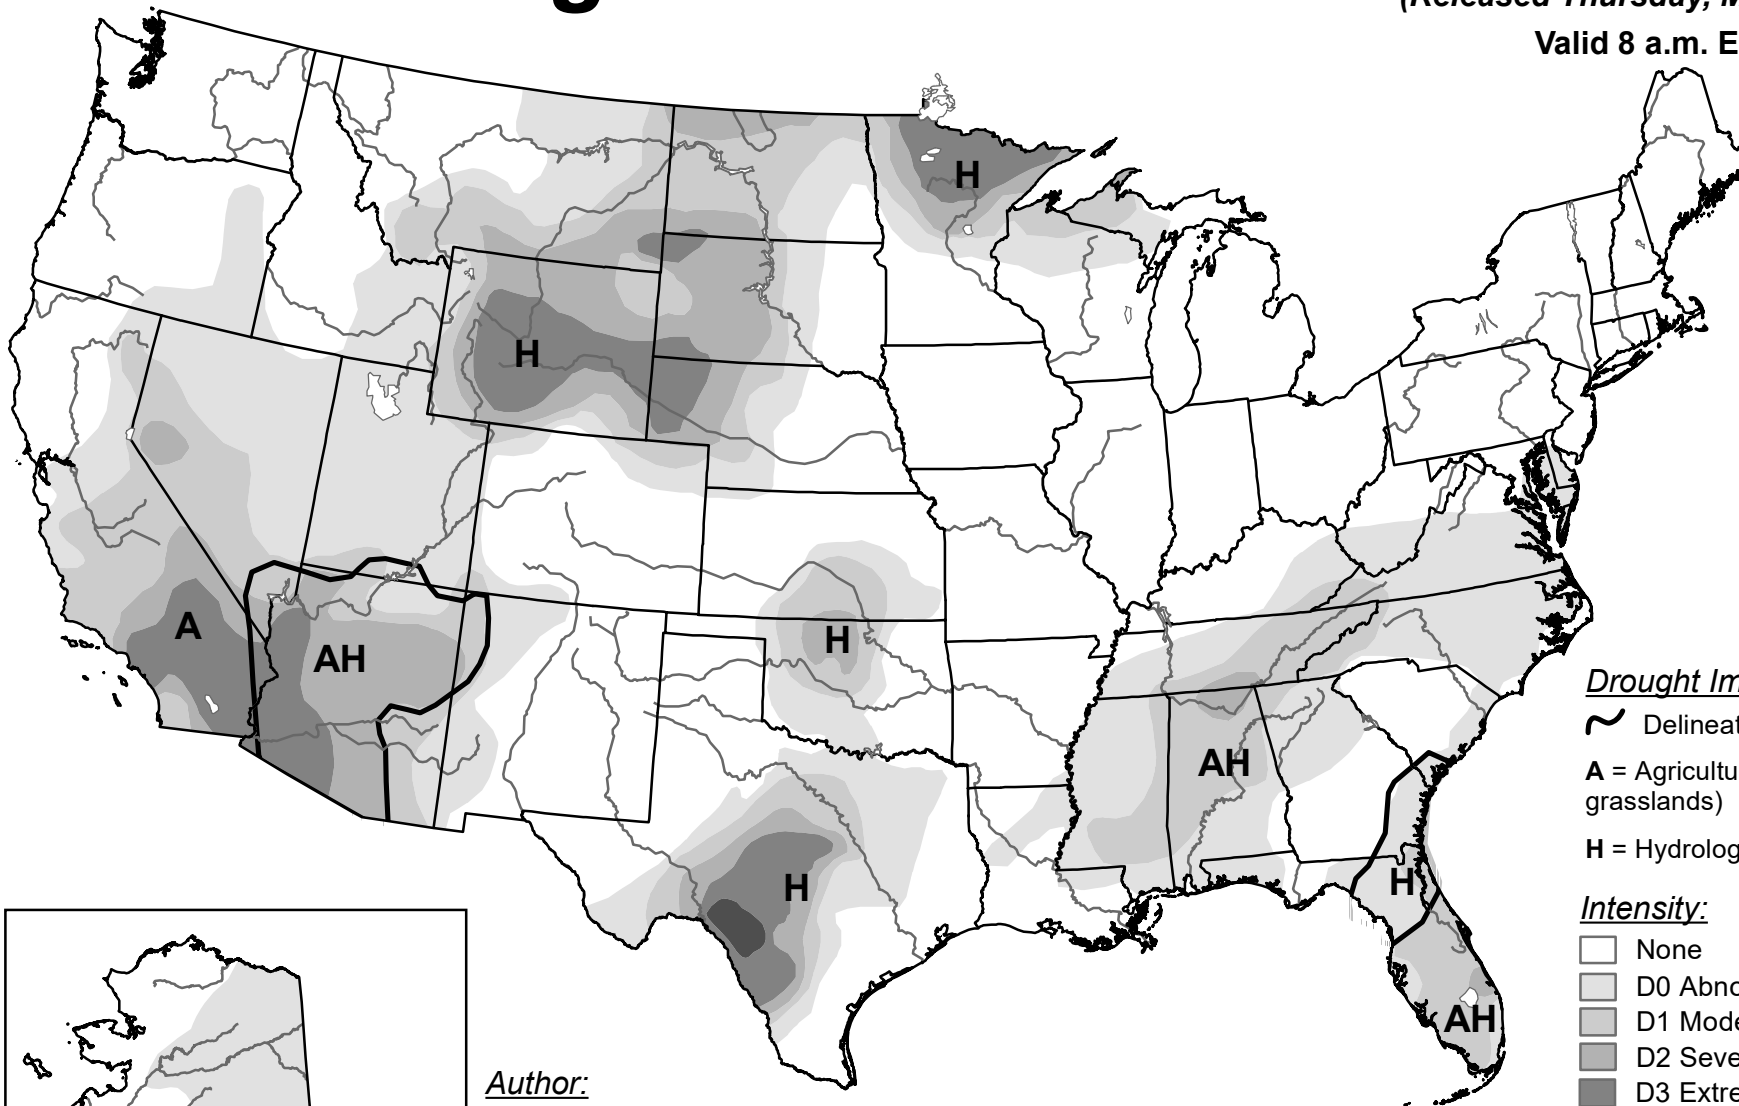 g
(Released Thursday, M
Valid 8 a.m. E
H
H
A
AH
H
AH
H
H
AH
Drought Im
Delineat
A = Agricultu
grasslands)
H = Hydrolog
Intensity:
None
D0 Abno
D1 Mode
D2 Seve
D3 Extre
Author: